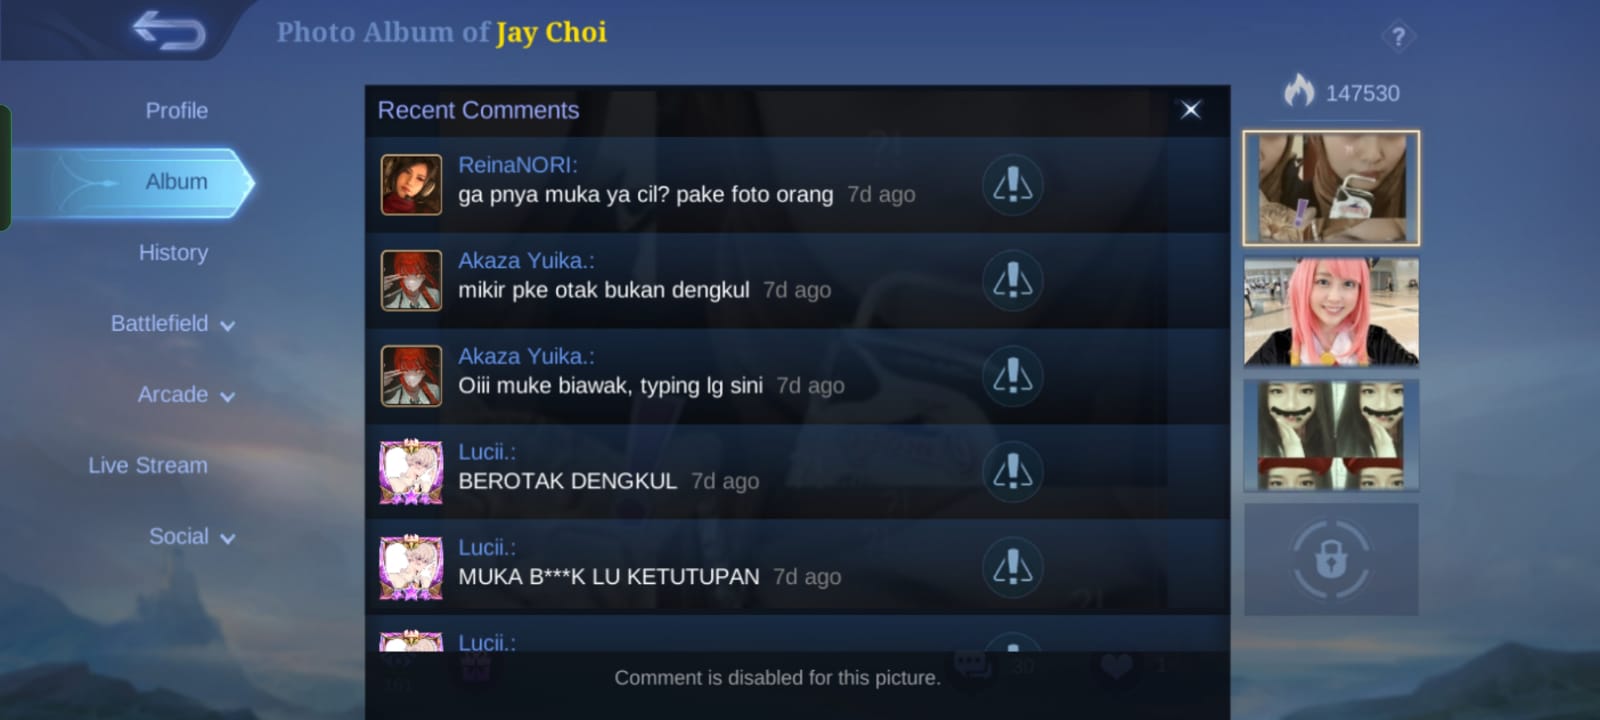 Photo Album of Jay Choi
?
Profile
147530
Recent Comments
Album
ReinaNORI:
ga pnya muka ya cil? pake foto orang 7d ago
History
Akaza Yuika.:
mikir pke otak bukan dengkul 7d ago
Battlefield
Akaza Yuika.:
Oiii muke biawak, typing lg sini 7d ago
Arcade
Lucii.:
BEROTAK DENGKUL 7d ago
Live Stream
Lucii.:
MUKA B***K LU KETUTUPAN 7d ago
Social
Lucii.:
161
30
1
Comment is disabled for this picture.